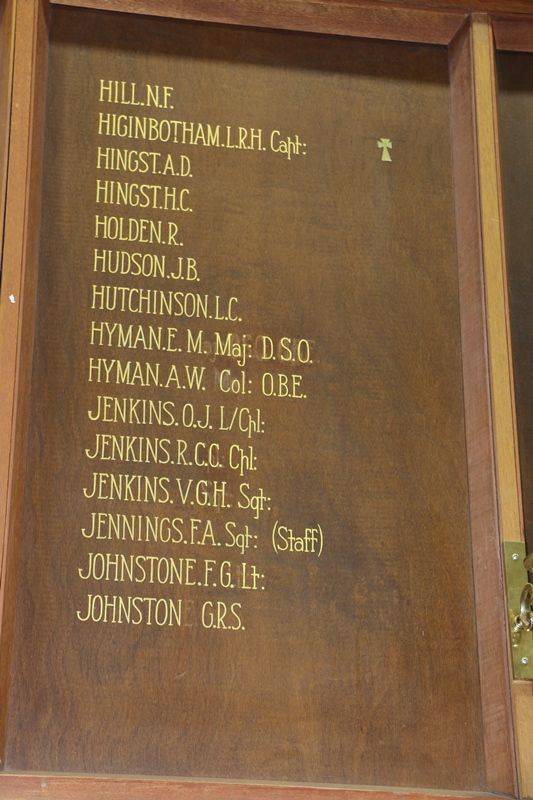 HILL.N.F.
HIGINBOTHAM.L.R.H. Capt:
HINGST.A.D.
HINGST.H.C.
HOLDEN.R.
HUDSON.J.B.
HUTCHINSON.L.C.
HYMAN.E.M. Maj: D.S.O.
HYMAN.A.W. Col: O.B.E.
JENKINS.O.J. L/Cpl:
JENKINS.R.C.C. Cpl:
JENKINS.V.G.H. Sgt:
JENNINGS.F.A. Sgt: (Staff)
JOHNSTONE.F.G. Lt:
JOHNSTON G.R.S.